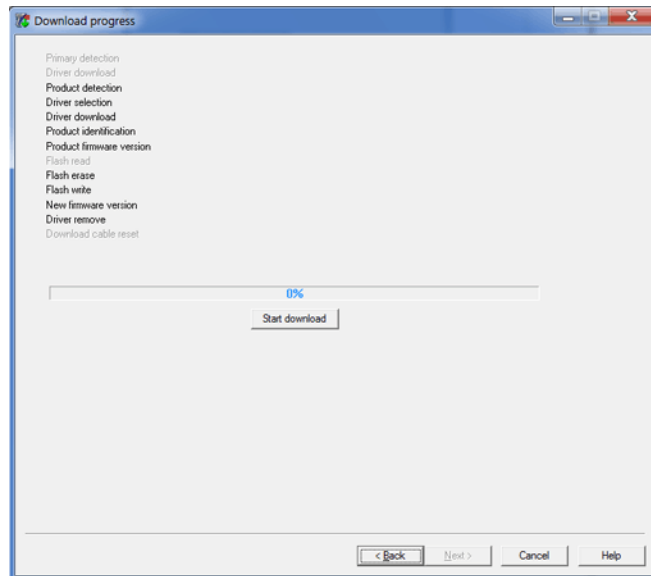 Download progress
Primary detection
Driver download
Product detection
Driver selection
Driver download
Product identification
Product firmware version
Flash read
Flash erase
Flash write
New firmware version
Driver remove
Download cable reset
0%
Start download
< Back Next > Cancel Help